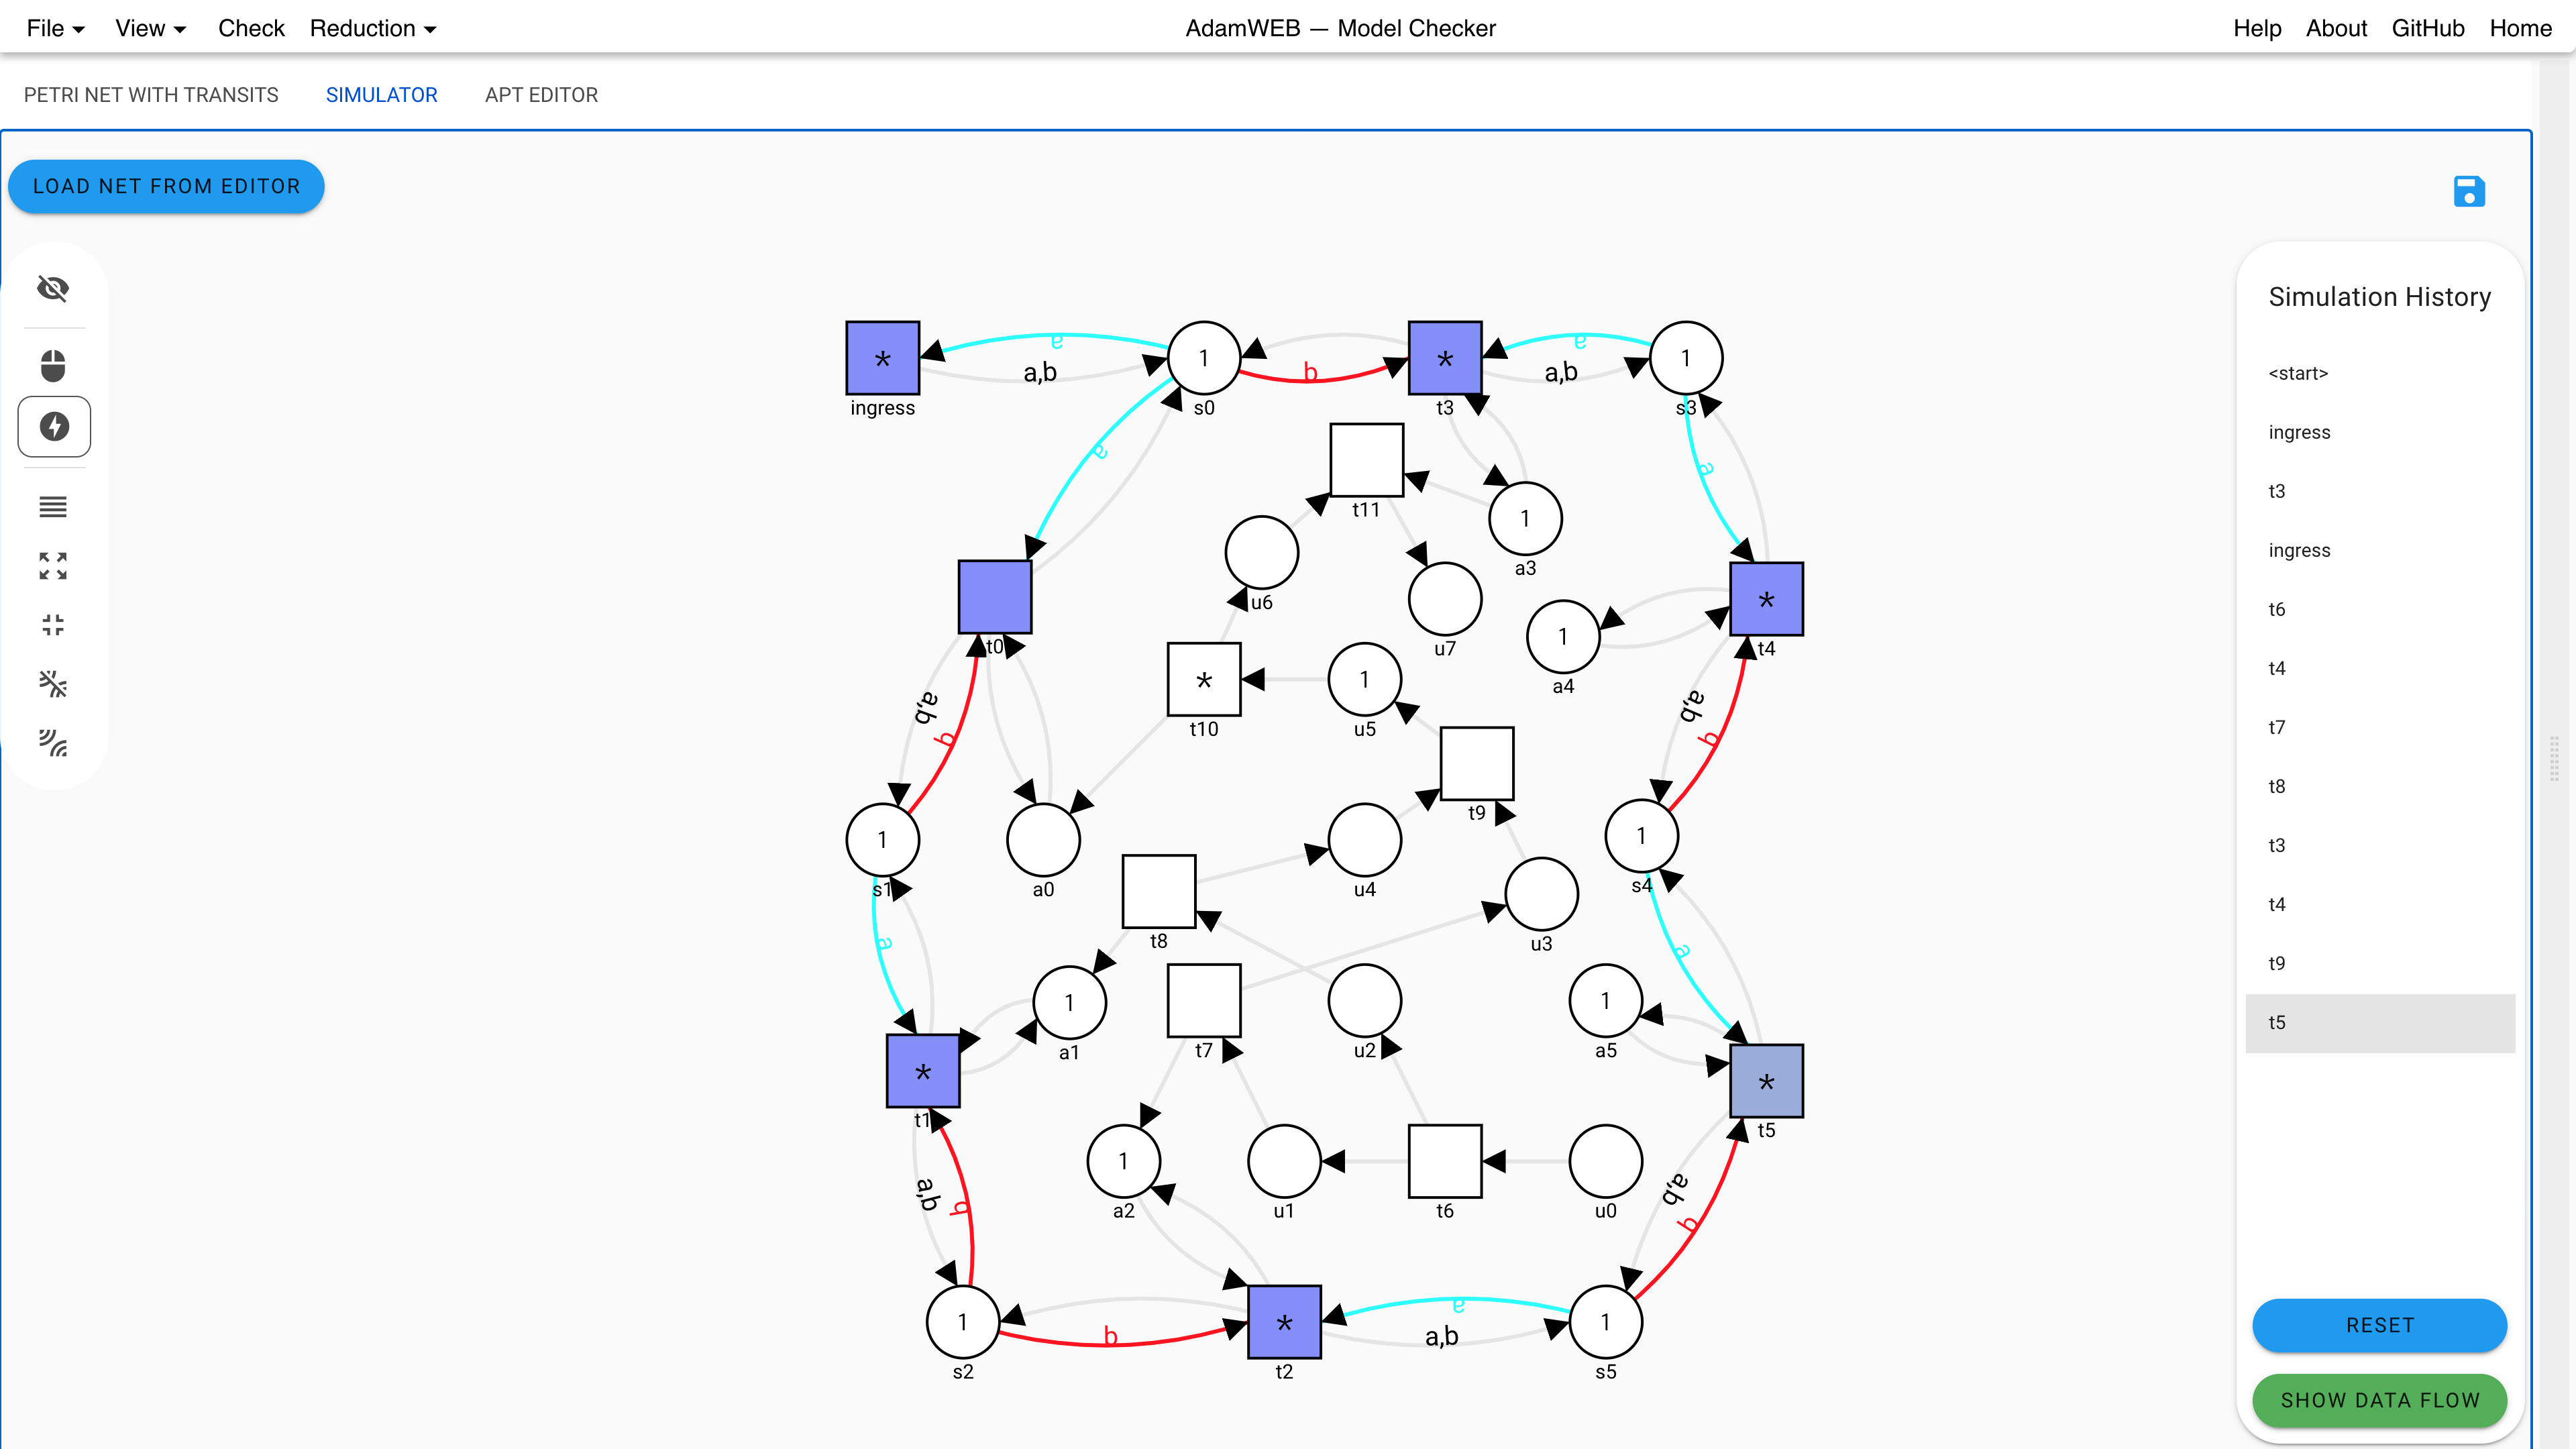 File View Check Reduction AdamWEB — Model Checker Help About GitHub Home
PETRI NET WITH TRANSITS SIMULATOR APT EDITOR
LOAD NET FROM EDITOR
Simulation History
<start>
ingress
t3
ingress
t6
t4
t7
t8
t3
t4
t9
t5
RESET
SHOW DATA FLOW
* a 1 b * a 1
a,b a,b
ingress s0 t3 s3
a a
t11
1
a3
u6
*
t0
u7
1
t4
a4
* 1
a,b a,b
t10 u5
b b
t9
1 1
s1 a0 u4 s4
a a
t8 u3
1 1
t7 u2 a5
a1
* *
t1 t5
1
a,b b a,b b
a2 u1 t6 u0
1 b * a 1
a,b
s2 t2 s5